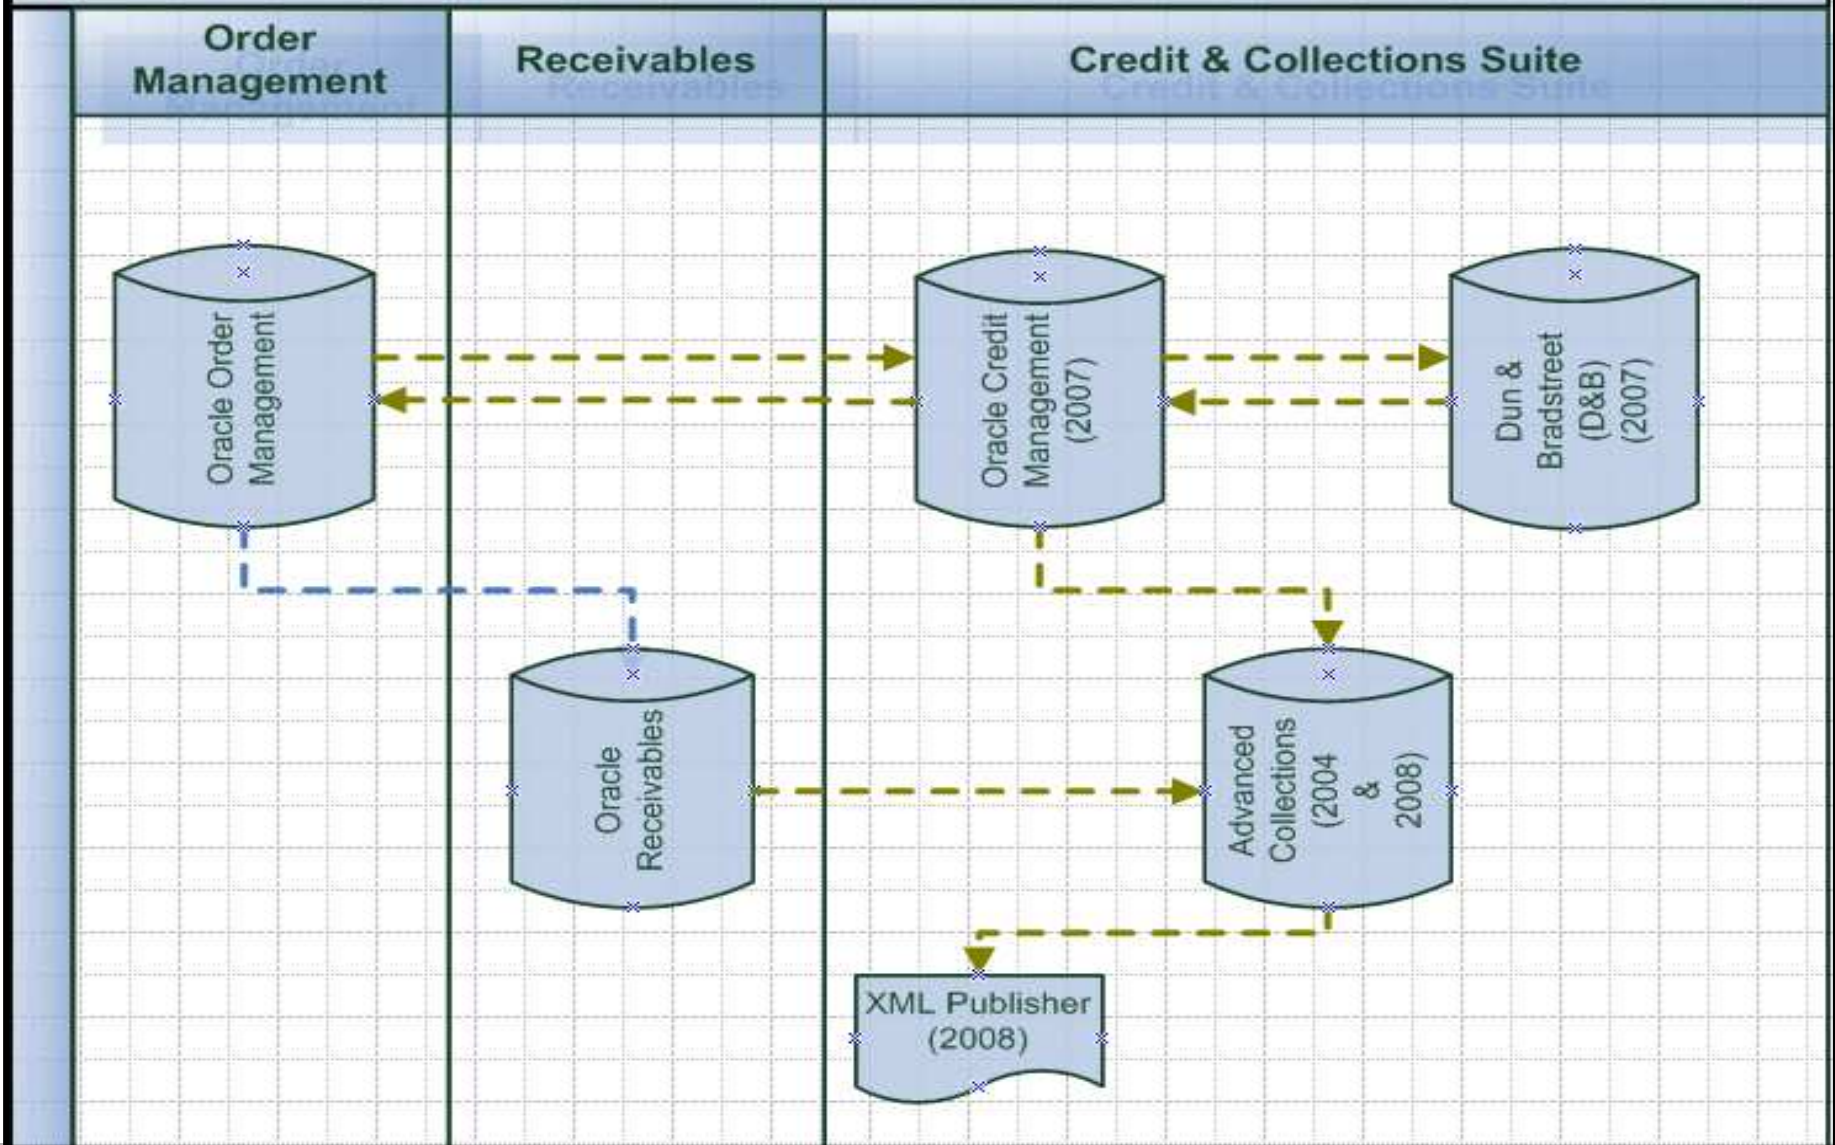 Order
Management
Receivables
Credit & Collections Suite
Oracle Order
Management
Oracle Credit
Management
(2007)
Dun &
Bradstreet
(D&B)
(2007)
Oracle
Receivables
Advanced
Collections
(2004
&
2008)
XML Publisher
(2008)